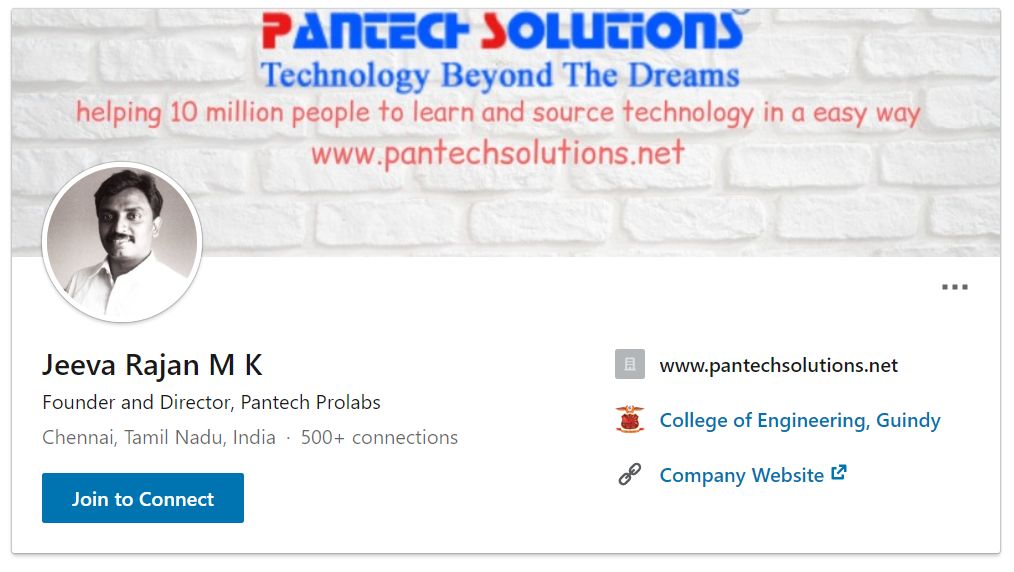 PANTECH SOLUTIONS
Technology Beyond The Dreams
helping 10 million people to learn and source technology in a easy way
www.pantechsolutions.net
Jeeva Rajan M K
Founder and Director, Pantech Prolabs
Chennai, Tamil Nadu, India · 500+ connections
Join to Connect
www.pantechsolutions.net
College of Engineering, Guindy
Company Website